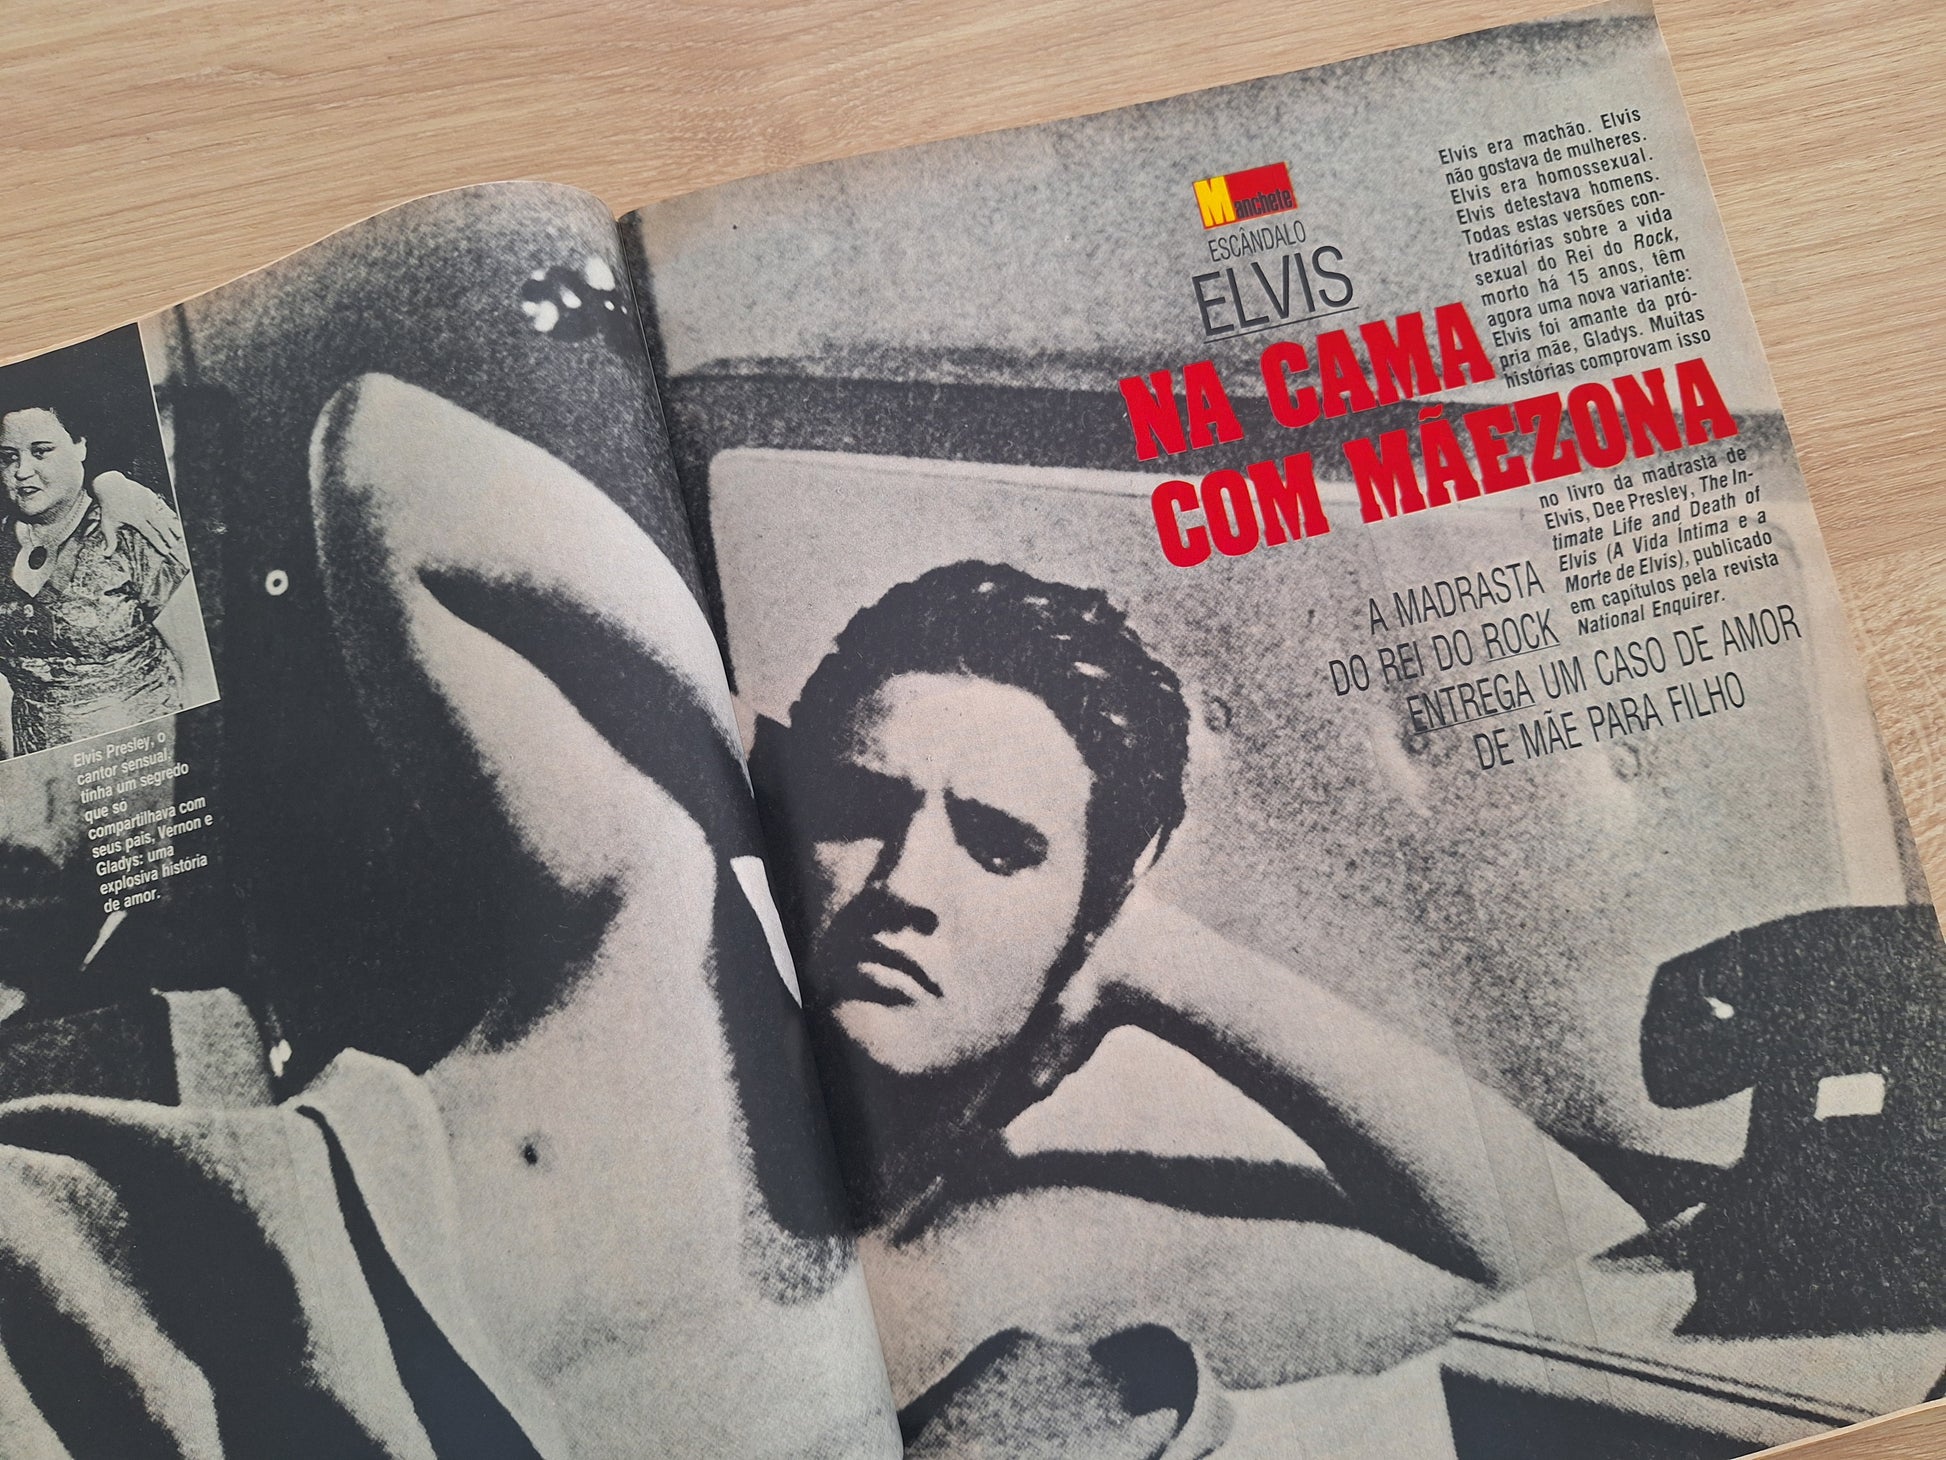 Elvis Presley, o
cantor sensual,
tinha um segredo
que só
compartilhava com
seus pais, Vernon e
Gladys: uma
explosiva história
de amor.
Manchete
ESCÂNDALO
ELVIS
NA CAMA
COM MÃEZONA
Elvis era machão. Elvis
não gostava de mulheres.
Elvis era homossexual.
Elvis detestava homens.
Todas estas versões con-
traditórias sobre a vida
sexual do Rei do Rock,
morto há 15 anos, têm
agora uma nova variante:
Elvis foi amante da pró-
pria mãe, Gladys. Muitas
histórias comprovam isso
no livro da madrasta de
Elvis, Dee Presley, The In-
timate Life and Death of
Elvis (A Vida Íntima e a
Morte de Elvis), publicado
em capítulos pela revista
National Enquirer.
A MADRASTA
DO REI DO ROCK
ENTREGA UM CASO DE AMOR
DE MÃE PARA FILHO